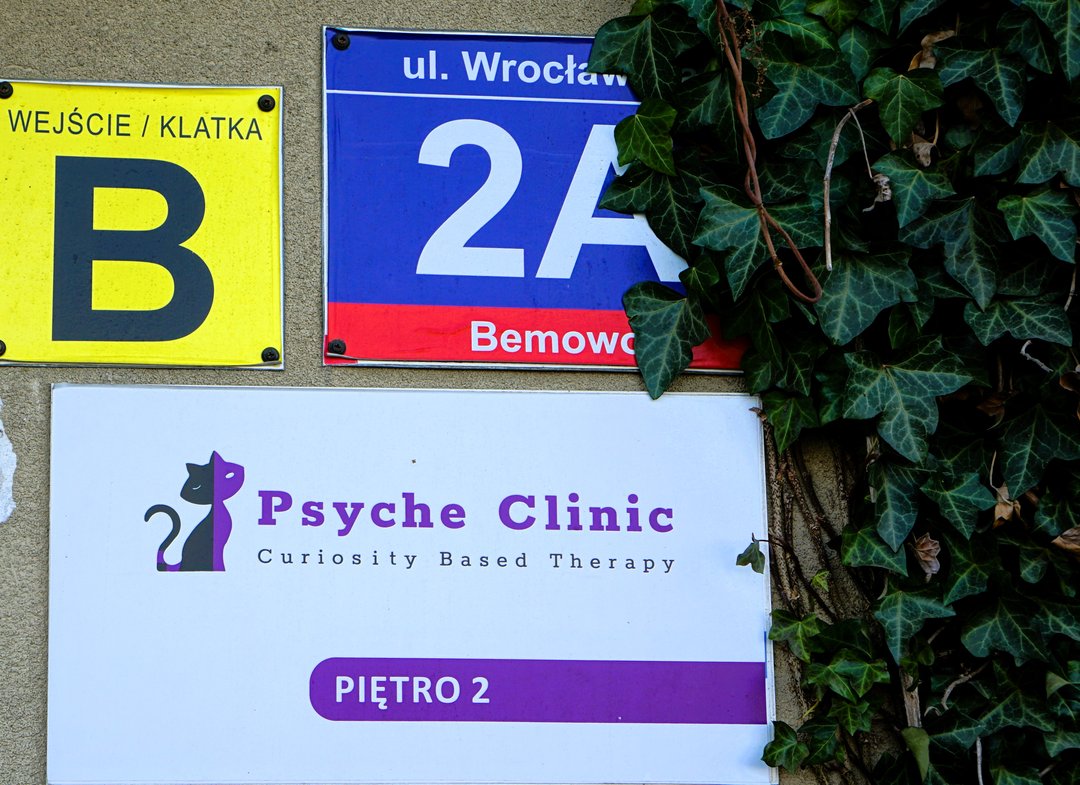 WEJŚCIE / KLATKA
B
ul. Wrocław
2A
Bemowo
Psyche Clinic
Curiosity Based Therapy
PIĘTRO 2